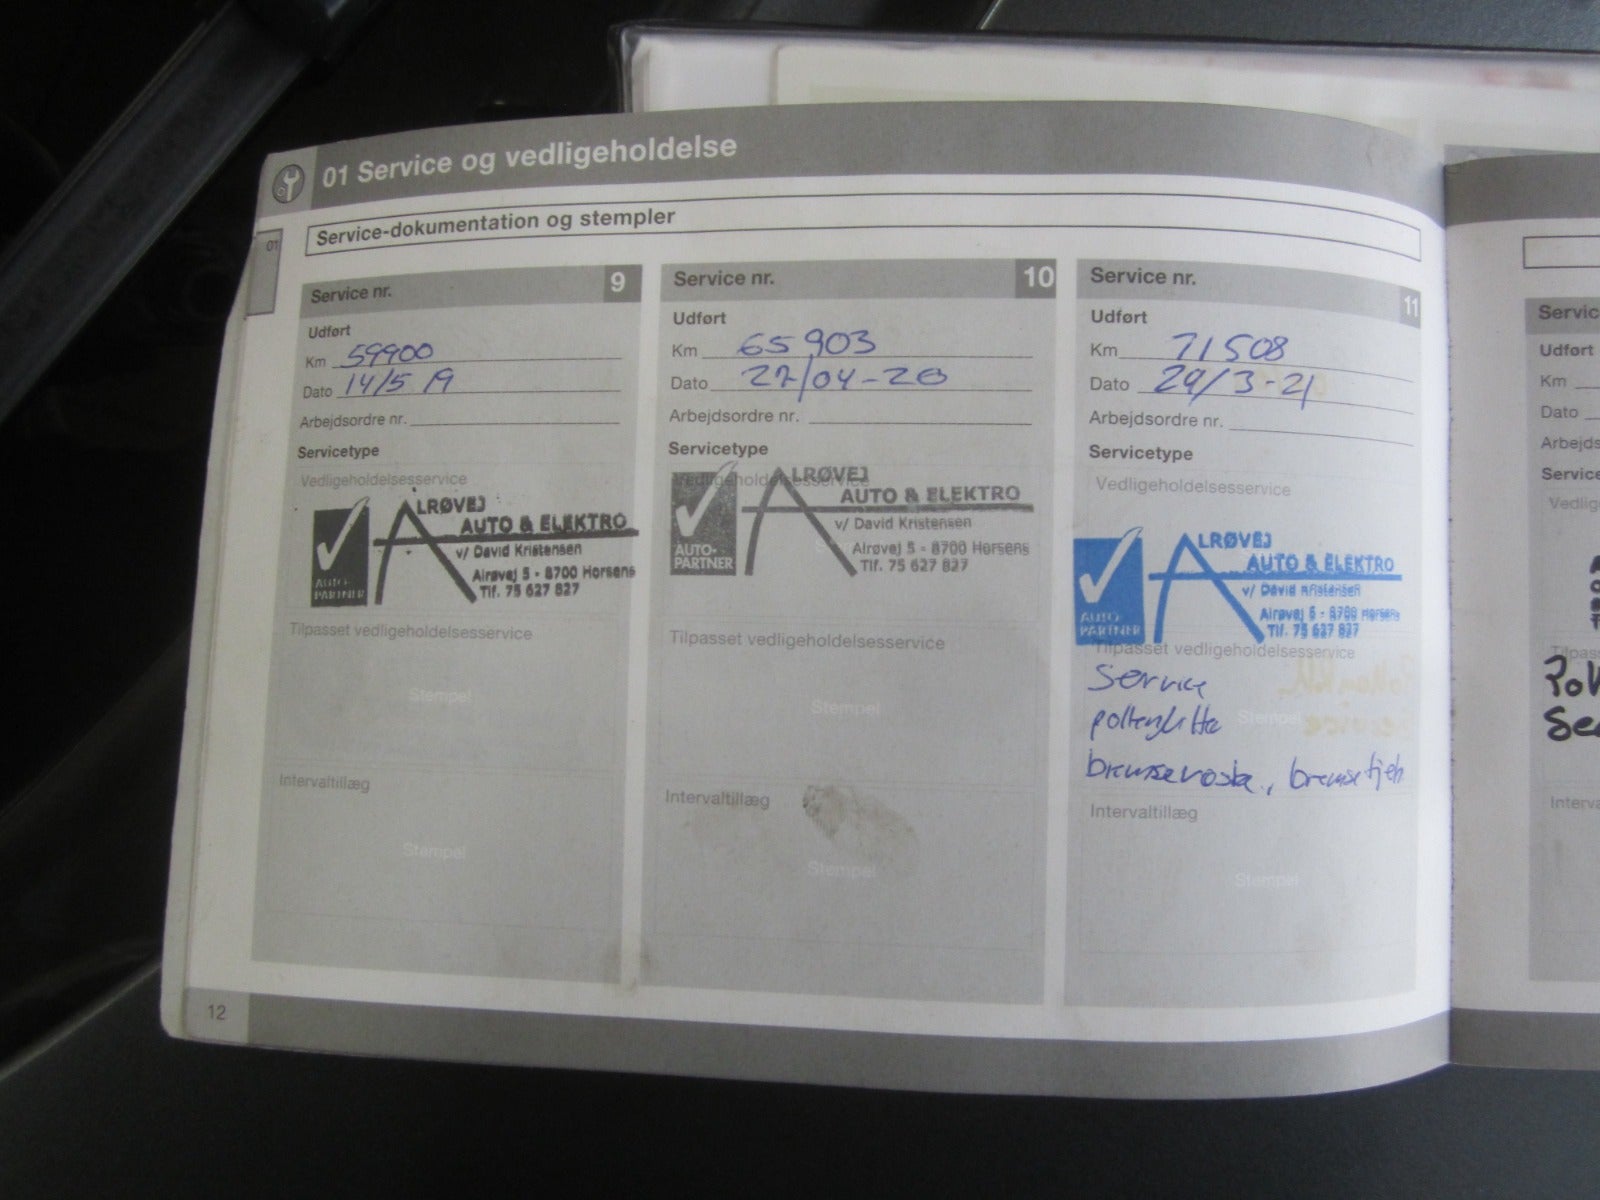 01 Service og vedligeholdelse
Service-dokumentation og stempler
01
Service nr. 9
Udført
Km 59900
Dato 14/5 19
Arbejdsordre nr.
Servicetype
Vedligeholdelsesservice
ALRØVEJ
AUTO & ELEKTRO
v/ David Kristensen
Alrøvej 5 - 8700 Horsens
Tlf. 75 627 827
AUTO-
PARTNER
Tilpasset vedligeholdelsesservice
Stempel
Intervaltillæg
Stempel
Service nr. 10
Udført
Km 65903
Dato 27/04-20
Arbejdsordre nr.
Servicetype
Vedligeholdelsesservice
ALRØVEJ
AUTO & ELEKTRO
v/ David Kristensen
Alrøvej 5 - 8700 Horsens
Tlf. 75 627 827
AUTO-
PARTNER
Tilpasset vedligeholdelsesservice
Stempel
Intervaltillæg
Stempel
Service nr. 11
Udført
Km 71508
Dato 29/3-21
Arbejdsordre nr.
Servicetype
Vedligeholdelsesservice
ALRØVEJ
AUTO & ELEKTRO
v/ David Kristensen
Alrøvej 5 - 8700 Horsens
Tlf. 75 627 827
AUTO-
PARTNER
Tilpasset vedligeholdelsesservice
Service
Stempel
Intervaltillæg
Stempel
12
Servic
Udført
Km
Dato
Arbejds
Service
Vedlige
Tilpass
Interva